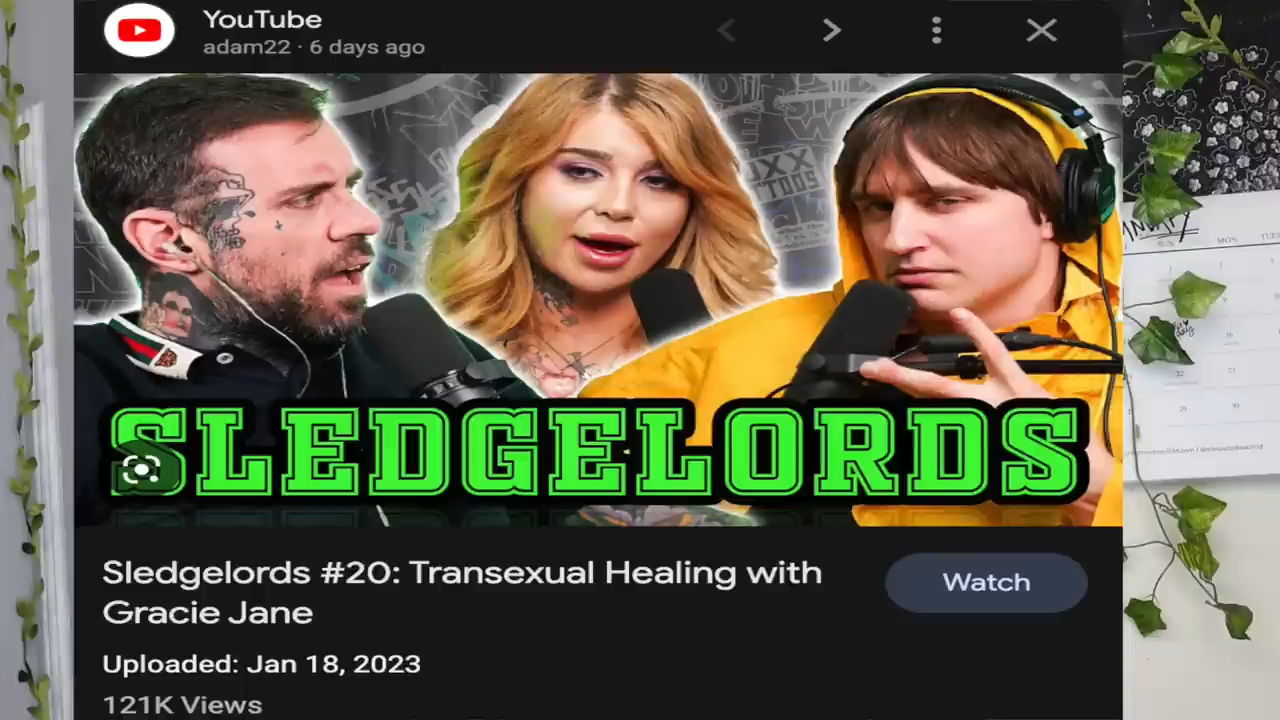 YouTube
adam22 · 6 days ago
SLEDGELORDS
Sledgelords #20: Transexual Healing with
Gracie Jane
Watch
Uploaded: Jan 18, 2023
121K Views
MON